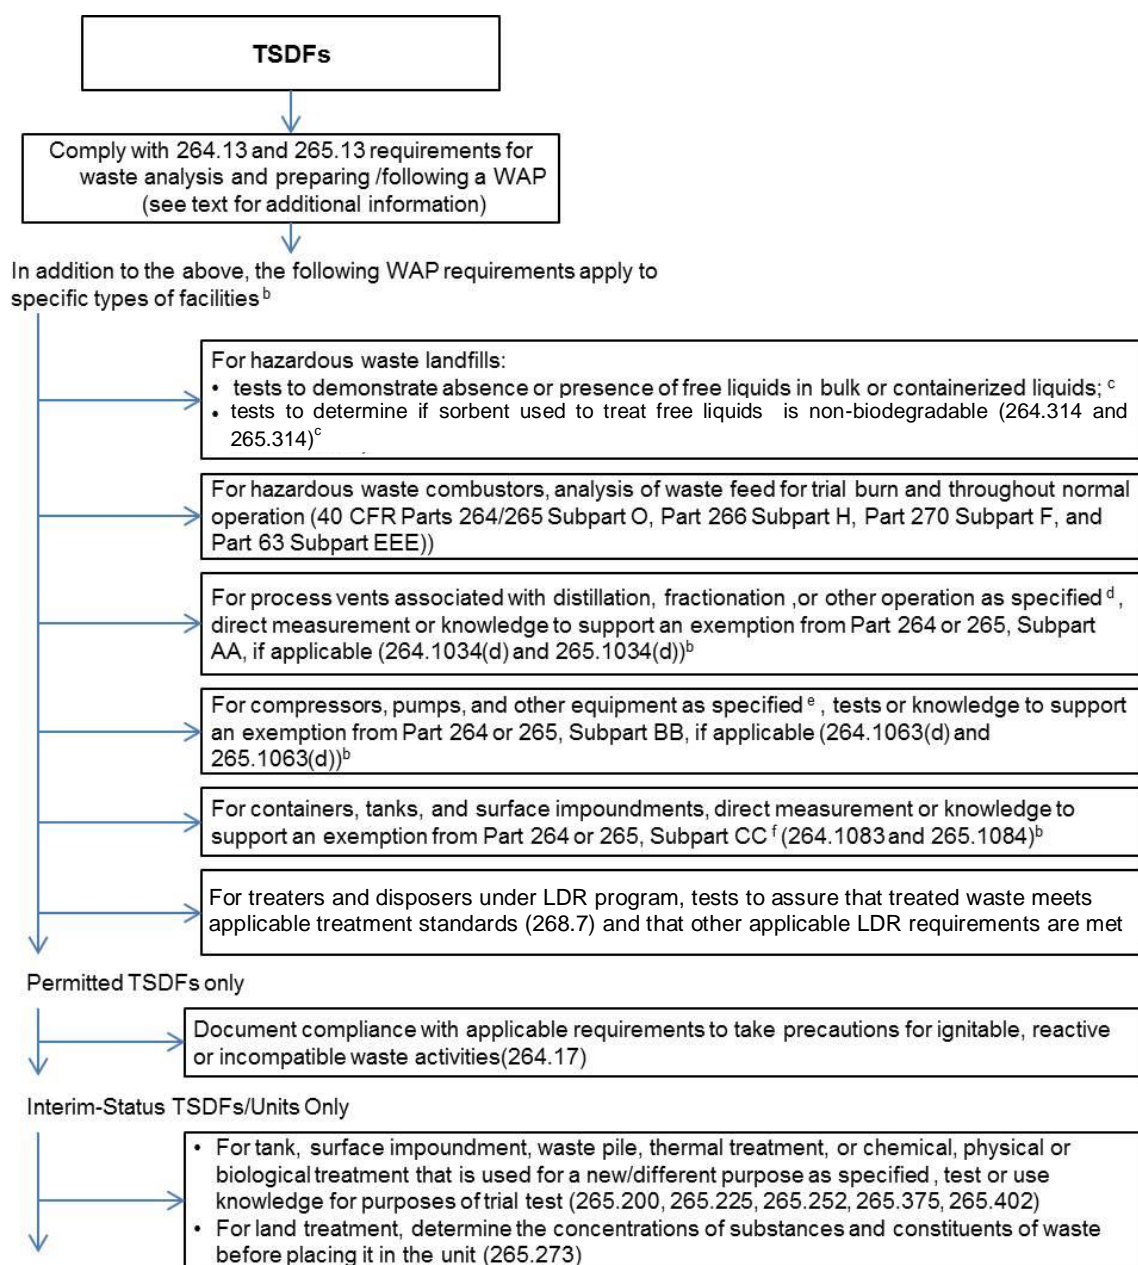 TSDFs
Comply with 264.13 and 265.13 requirements for
waste analysis and preparing /following a WAP
(see text for additional information)
In addition to the above, the following WAP requirements apply to
specific types of facilities b
For hazardous waste landfills:
• tests to demonstrate absence or presence of free liquids in bulk or containerized liquids; c
• tests to determine if sorbent used to treat free liquids is non-biodegradable (264.314 and
265.314)c
For hazardous waste combustors, analysis of waste feed for trial burn and throughout normal
operation (40 CFR Parts 264/265 Subpart O, Part 266 Subpart H, Part 270 Subpart F, and
Part 63 Subpart EEE))
For process vents associated with distillation, fractionation ,or other operation as specified d ,
direct measurement or knowledge to support an exemption from Part 264 or 265, Subpart
AA, if applicable (264.1034(d) and 265.1034(d))b
For compressors, pumps, and other equipment as specified e , tests or knowledge to support
an exemption from Part 264 or 265, Subpart BB, if applicable (264.1063(d) and
265.1063(d))b
For containers, tanks, and surface impoundments, direct measurement or knowledge to
support an exemption from Part 264 or 265, Subpart CC f (264.1083 and 265.1084)b
For treaters and disposers under LDR program, tests to assure that treated waste meets
applicable treatment standards (268.7) and that other applicable LDR requirements are met
Permitted TSDFs only
Document compliance with applicable requirements to take precautions for ignitable, reactive
or incompatible waste activities(264.17)
Interim-Status TSDFs/Units Only
• For tank, surface impoundment, waste pile, thermal treatment, or chemical, physical or
biological treatment that is used for a new/different purpose as specified , test or use
knowledge for purposes of trial test (265.200, 265.225, 265.252, 265.375, 265.402)
• For land treatment, determine the concentrations of substances and constituents of waste
before placing it in the unit (265.273)